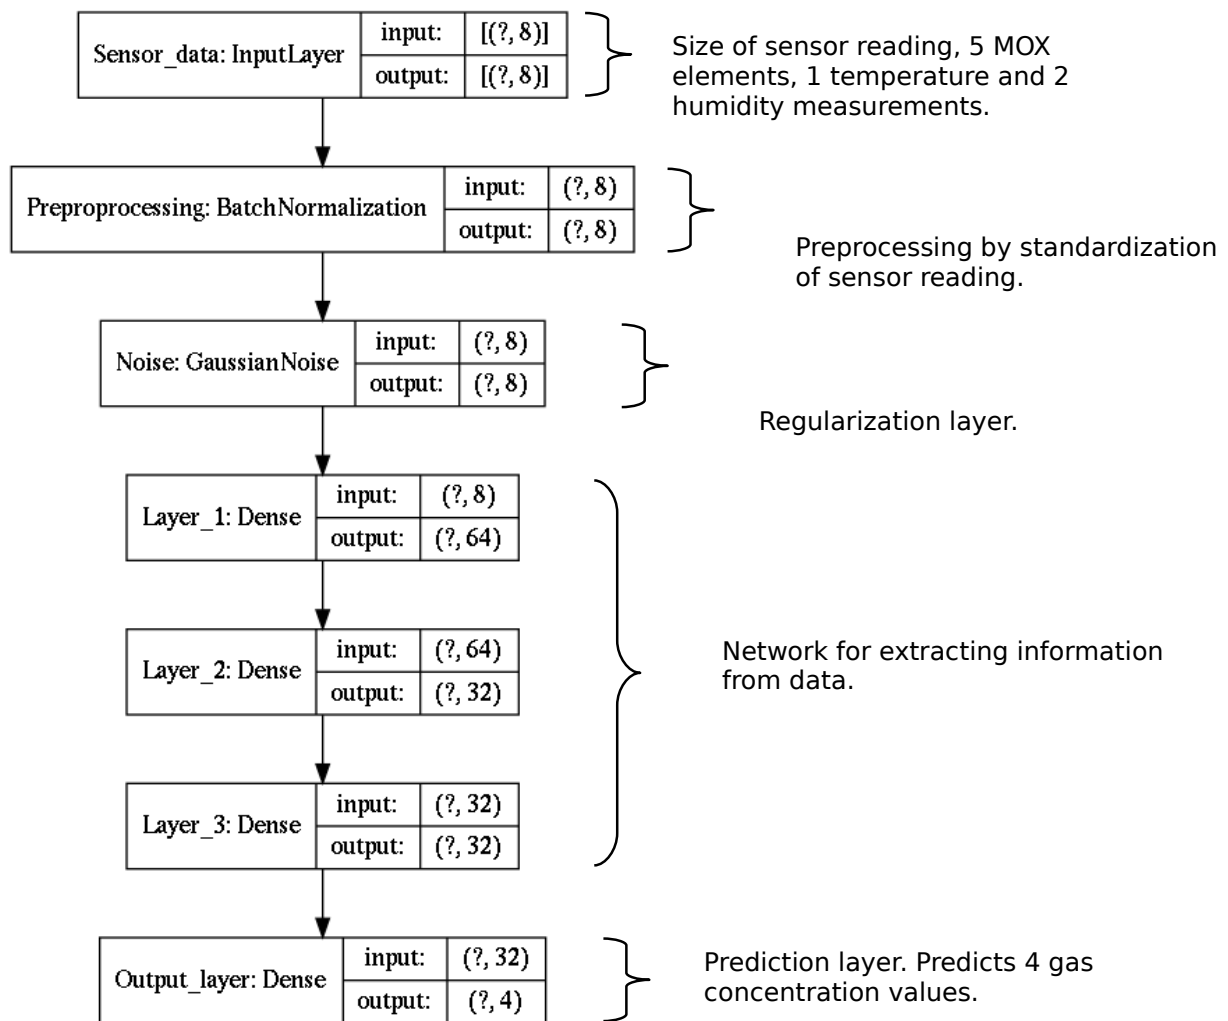 Sensor_data: InputLayer
input: [(?, 8)]
output: [(?, 8)]
Size of sensor reading, 5 MOX
elements, 1 temperature and 2
humidity measurements.
Preproprocessing: BatchNormalization
input: (?, 8)
output: (?, 8)
Preprocessing by standardization
of sensor reading.
Noise: GaussianNoise
input: (?, 8)
output: (?, 8)
Regularization layer.
Layer_1: Dense
input: (?, 8)
output: (?, 64)
Layer_2: Dense
input: (?, 64)
output: (?, 32)
Network for extracting information
from data.
Layer_3: Dense
input: (?, 32)
output: (?, 32)
Output_layer: Dense
input: (?, 32)
output: (?, 4)
Prediction layer. Predicts 4 gas
concentration values.